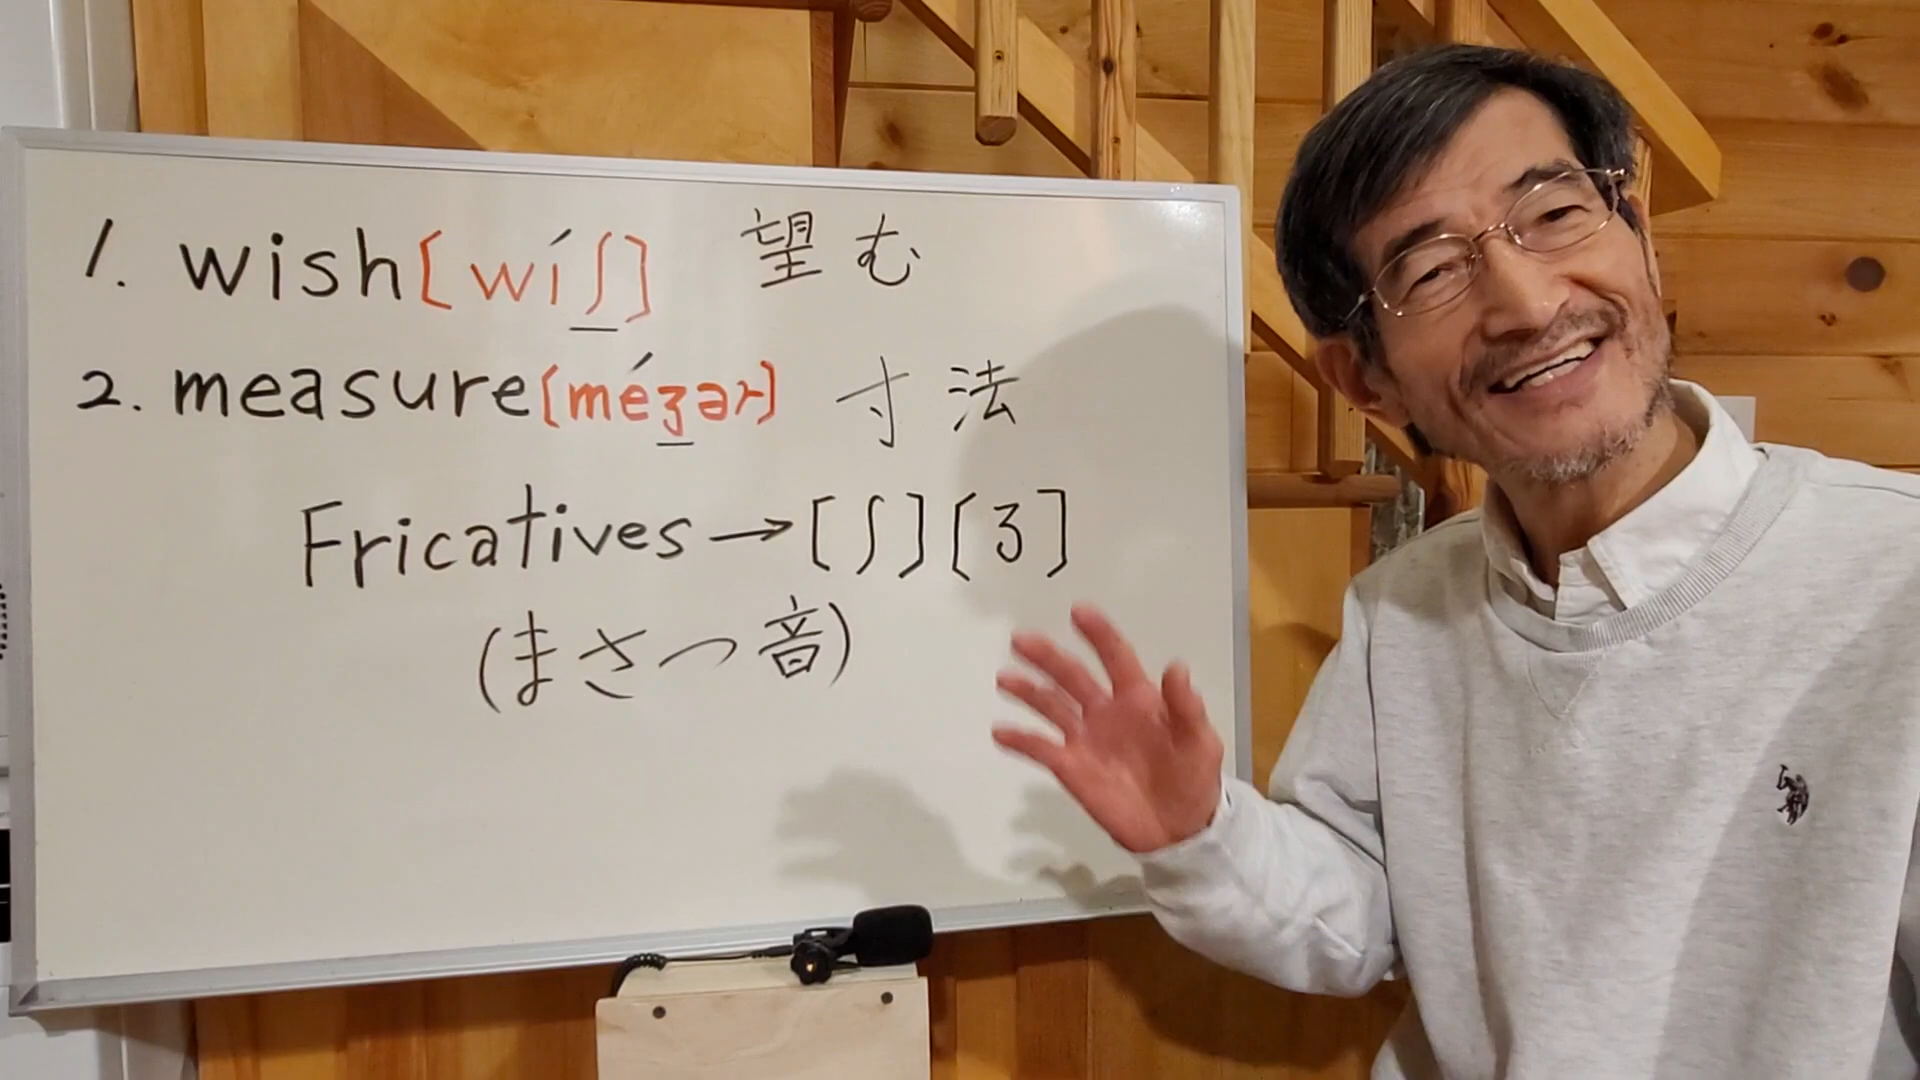 1. wish [wíʃ] 望む
2. measure [méʒər] 寸法
Fricatives → [ʃ] [ʒ]
(まさつ音)